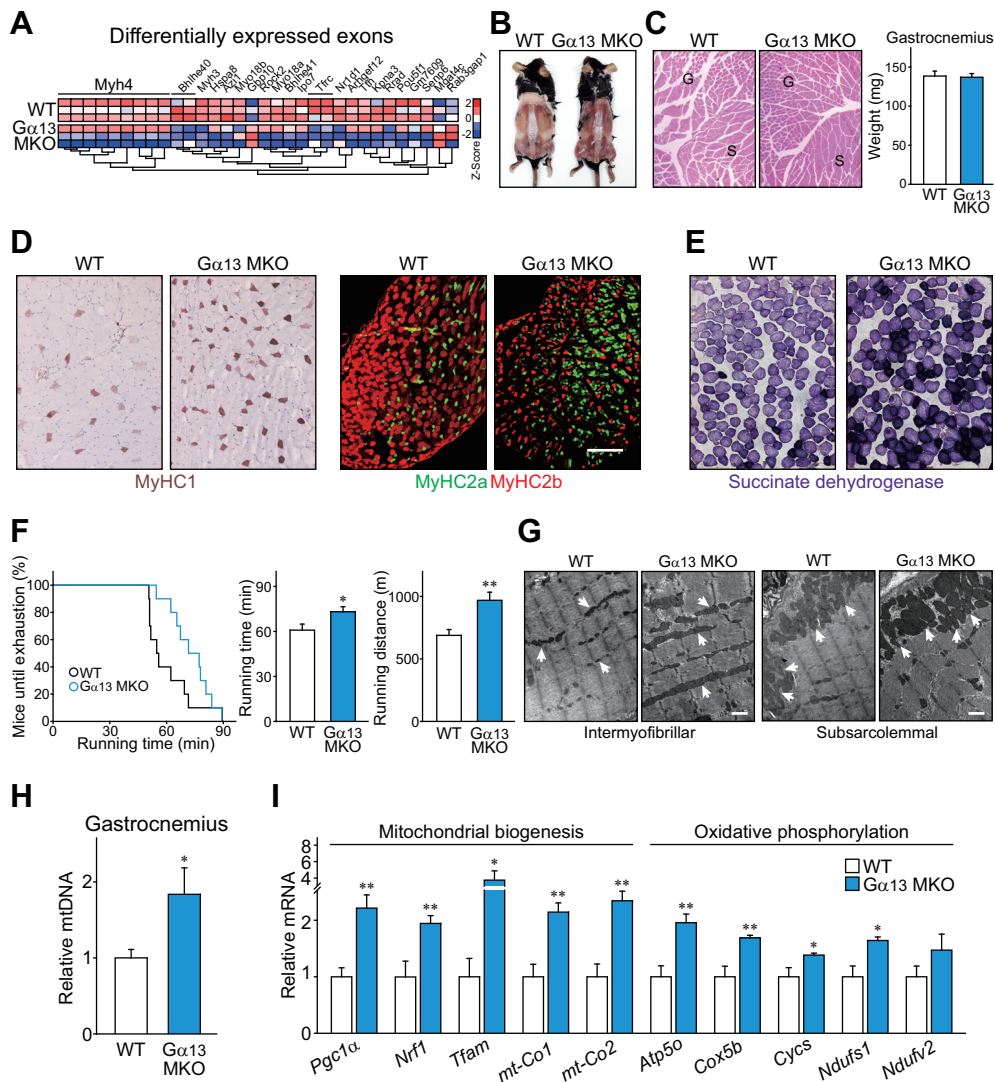 A
Differentially expressed exons
Myh4
Bhlhe40
Myh3
Hspa8
Azi1
Myo18b
Gbp10
Rock2
Myo18a
Bhlhe41
Ipo7
Tfrc
Nr1d1
Arhgef12
Tfh
Kpna3
Rrad
Pou5f1
Gm7609
Senp6
Mgat4c
Rab3gap1
WT
Gα13
MKO
2
0
-2
Z-Score
B
WT Gα13 MKO
C
WT
Gα13 MKO
G
S
G
S
Gastrocnemius
Weight (mg)
150
100
50
0
WT
Gα13
MKO
D
WT
Gα13 MKO
MyHC1
WT
Gα13 MKO
MyHC2a MyHC2b
E
WT
Gα13 MKO
Succinate dehydrogenase
F
Mice until exhaustion (%)
100
80
60
40
20
0
WT
Gα13 MKO
30
60
90
Running time (min)
Running time (min)
90
60
30
0
*
WT
Gα13
MKO
Running distance (m)
1000
500
0
**
WT
Gα13
MKO
G
WT
Gα13 MKO
Intermyofibrillar
WT
Gα13 MKO
Subsarcolemmal
H
Gastrocnemius
Relative mtDNA
2
1
0
*
WT
Gα13
MKO
I
Mitochondrial biogenesis
Oxidative phosphorylation
WT
Gα13 MKO
Relative mRNA
8
6
4
2
1
0
**
**
*
**
**
**
**
*
*
Pgc1α
Nrf1
Tfam
mt-Co1
mt-Co2
Atp5o
Cox5b
Cycs
Ndufs1
Ndufv2